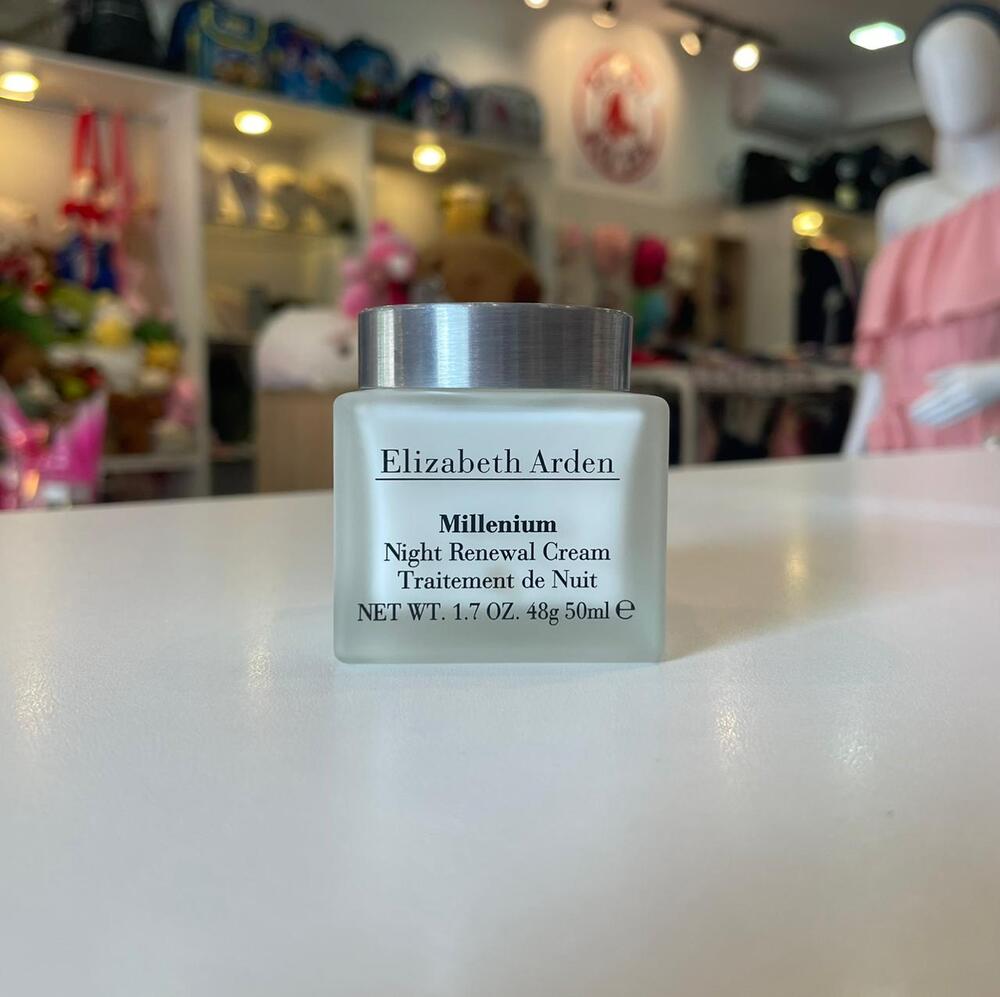 Elizabeth Arden
Millenium
Night Renewal Cream
Traitement de Nuit
NET WT. 1.7 OZ. 48g 50ml ℮